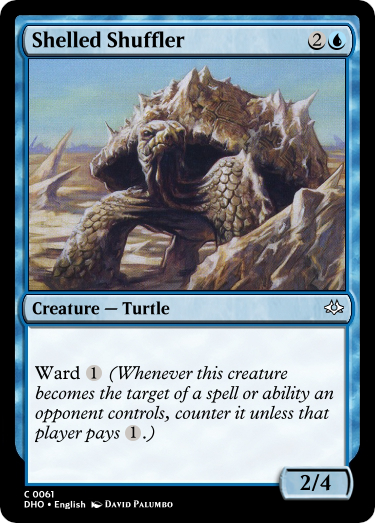 Shelled Shuffler 2
Creature — Turtle
Ward 1 (Whenever this creature
becomes the target of a spell or ability an
opponent controls, counter it unless that
player pays 1.)
2/4
C 0061
DHO • English David Palumbo